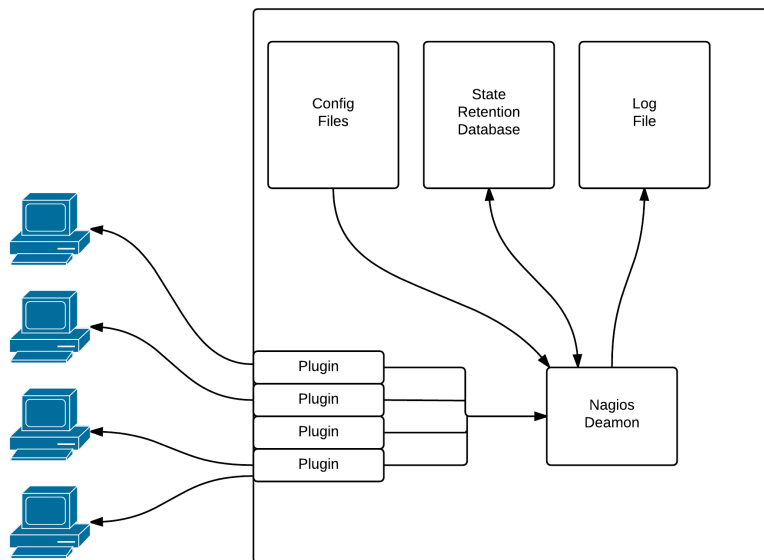 Config
Files
State
Retention
Database
Log
File
Plugin
Plugin
Plugin
Plugin
Nagios
Deamon